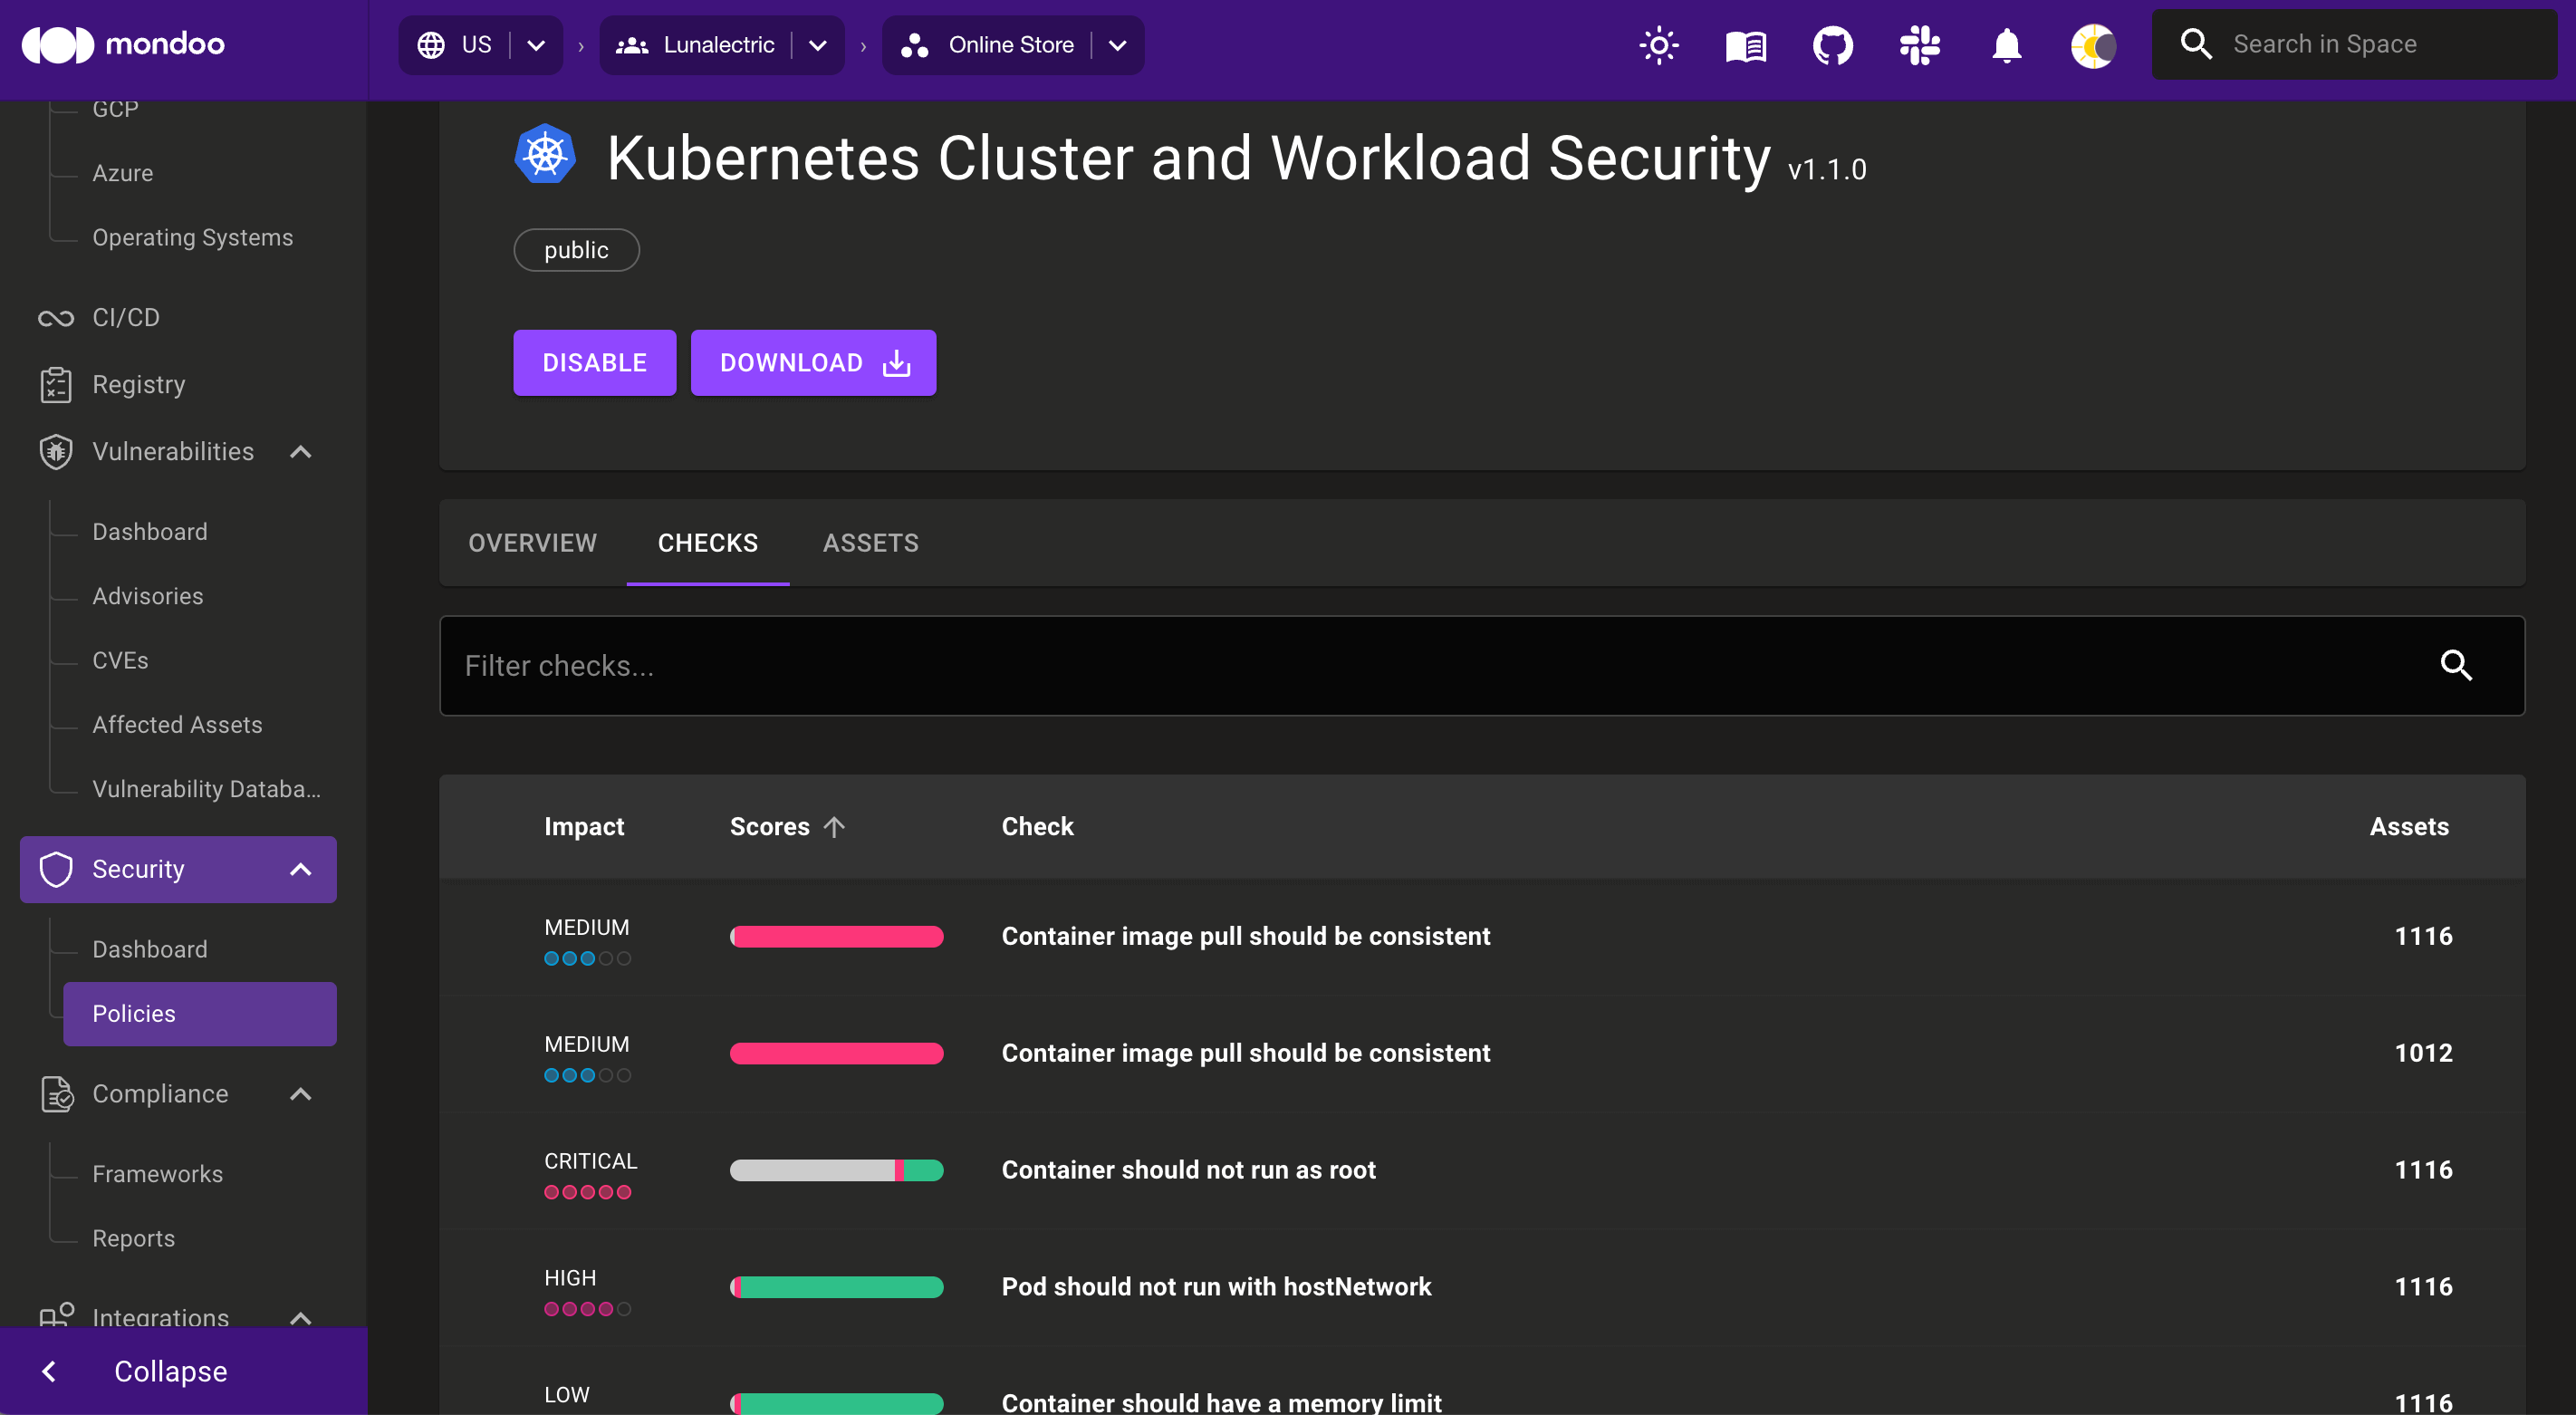 mondoo
US
Lunalectric
Online Store
Search in Space
GCP
Azure
Operating Systems
CI/CD
Registry
Vulnerabilities
Dashboard
Advisories
CVEs
Affected Assets
Vulnerability Databa...
Security
Dashboard
Policies
Compliance
Frameworks
Reports
Integrations
Collapse
Kubernetes Cluster and Workload Security v1.1.0
public
DISABLE
DOWNLOAD
OVERVIEW CHECKS ASSETS
Filter checks...
Impact Scores Check Assets
MEDIUM Container image pull should be consistent 1116
MEDIUM Container image pull should be consistent 1012
CRITICAL Container should not run as root 1116
HIGH Pod should not run with hostNetwork 1116
LOW Container should have a memory limit 1116